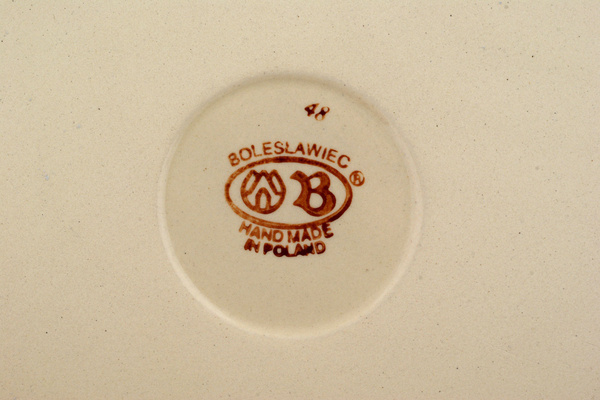 48
BOLESŁAWIEC
B ®
HAND MADE
IN POLAND